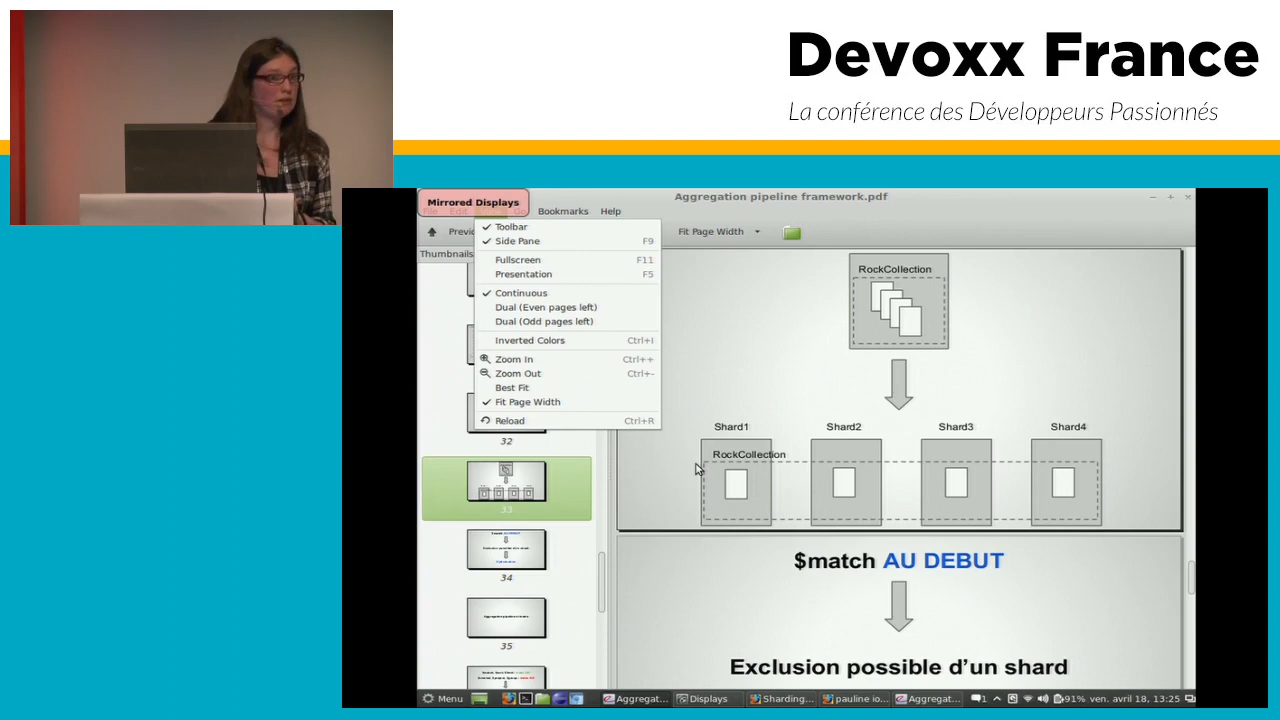 Devoxx France
La conférence des Développeurs Passionnés
Mirrored Displays
Aggregation pipeline framework.pdf
File Edit Go Bookmarks Help
Fit Page Width
Thumbnails
Toolbar
Side Pane F9
Fullscreen F11
Presentation F5
Continuous
Dual (Even pages left)
Dual (Odd pages left)
Inverted Colors Ctrl+I
Zoom In Ctrl++
Zoom Out Ctrl+-
Best Fit
Fit Page Width
Reload Ctrl+R
32
33
34
35
RockCollection
Shard1 Shard2 Shard3 Shard4
RockCollection
$match AU DEBUT
Exclusion possible d'un shard
Menu Aggregat... Displays Sharding... pauline io... Aggregat... 1 91% ven. avril 18, 13:25